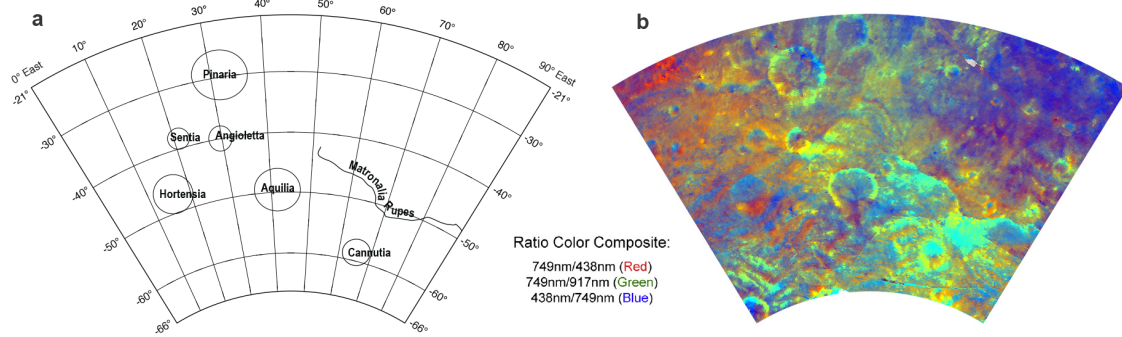 a
0° East
10°
20°
30°
40°
50°
60°
70°
80°
90° East
-21°
-21°
-30°
-30°
-40°
-40°
-50°
-50°
-60°
-60°
-66°
-66°
Pinaria
Sentia
Angioletta
Hortensia
Aquilia
Matronalia
Rupes
Cannutia
b
Ratio Color Composite:
749nm/438nm (Red)
749nm/917nm (Green)
438nm/749nm (Blue)